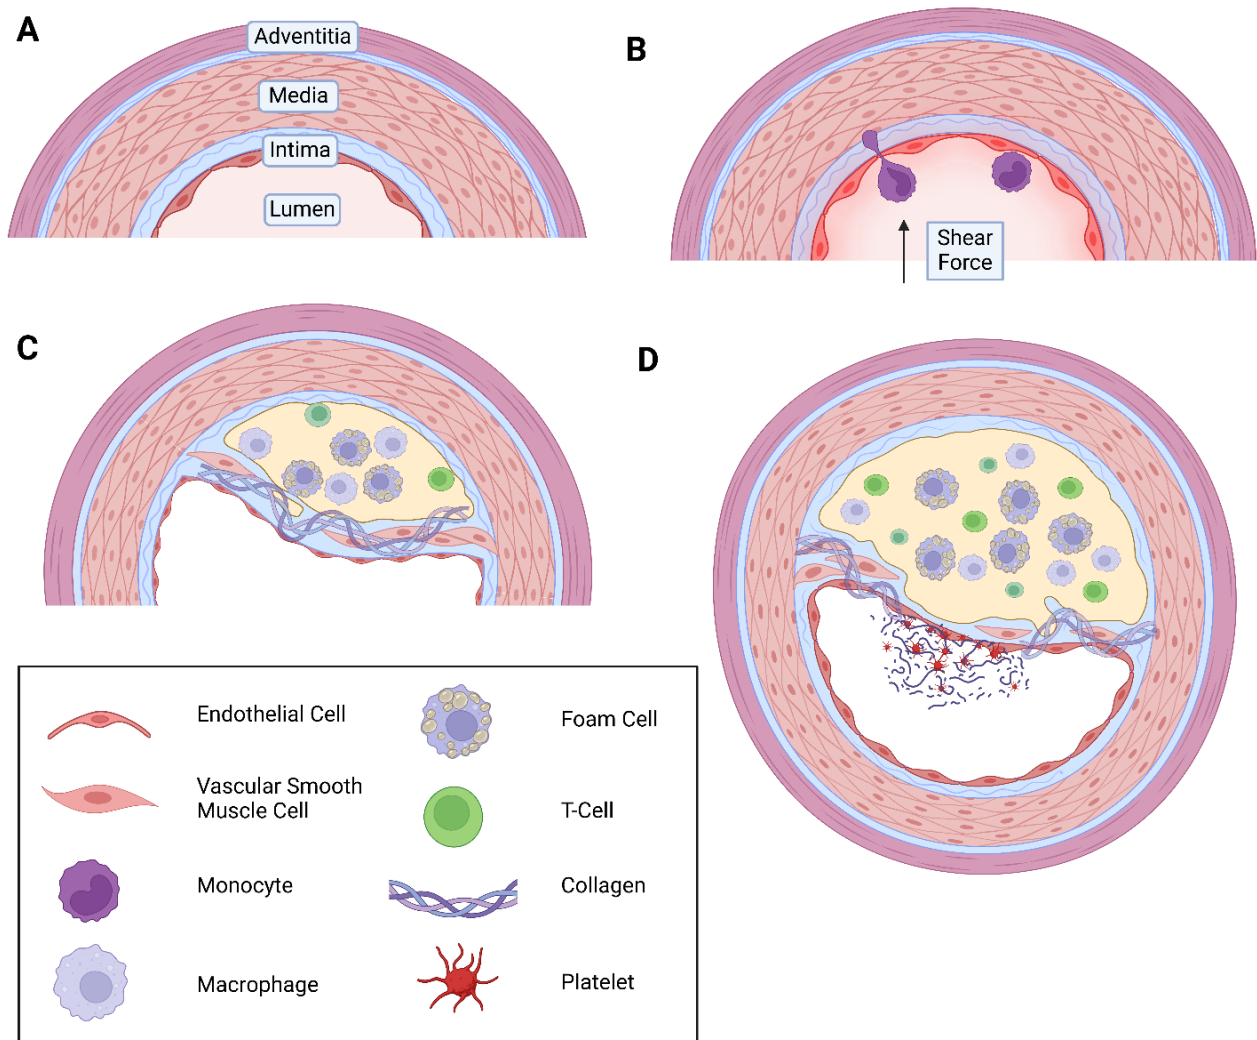 A
Adventitia
Media
Intima
Lumen
B
Shear
Force
C
D
Endothelial Cell
Vascular Smooth
Muscle Cell
Monocyte
Macrophage
Foam Cell
T-Cell
Collagen
Platelet